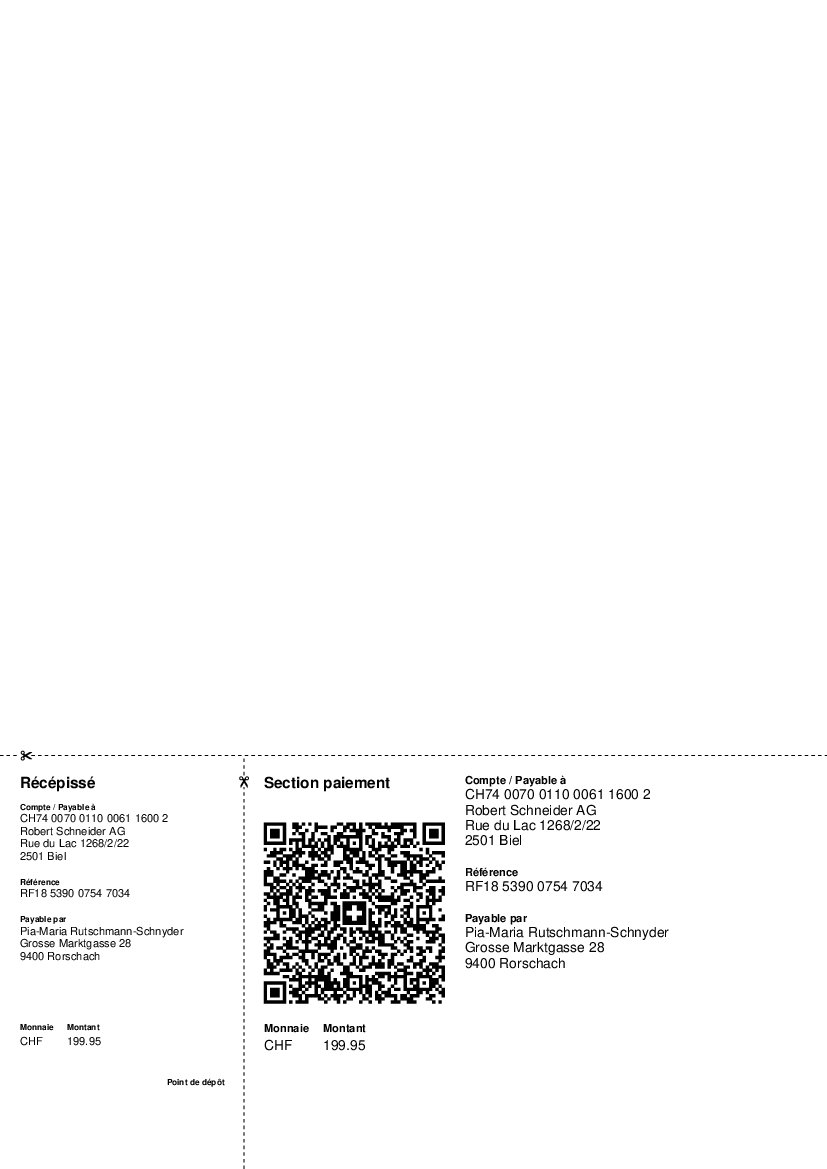 Récépissé
Compte / Payable à
CH74 0070 0110 0061 1600 2
Robert Schneider AG
Rue du Lac 1268/2/22
2501 Biel
Référence
RF18 5390 0754 7034
Payable par
Pia-Maria Rutschmann-Schnyder
Grosse Marktgasse 28
9400 Rorschach
Monnaie Montant
CHF 199.95
Point de dépôt
Section paiement
Monnaie Montant
CHF 199.95
Compte / Payable à
CH74 0070 0110 0061 1600 2
Robert Schneider AG
Rue du Lac 1268/2/22
2501 Biel
Référence
RF18 5390 0754 7034
Payable par
Pia-Maria Rutschmann-Schnyder
Grosse Marktgasse 28
9400 Rorschach